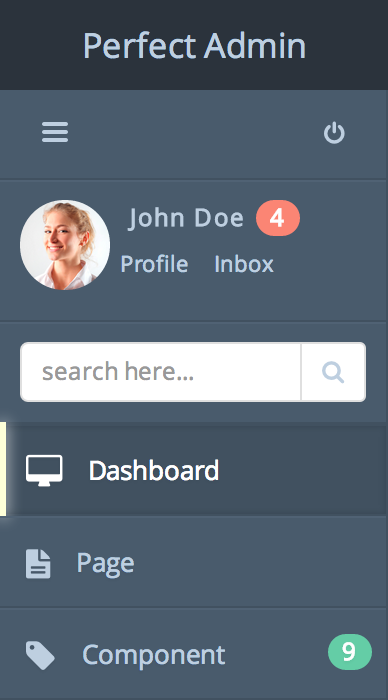 Perfect Admin
John Doe 4
Profile Inbox
search here...
Dashboard
Page
Component 9